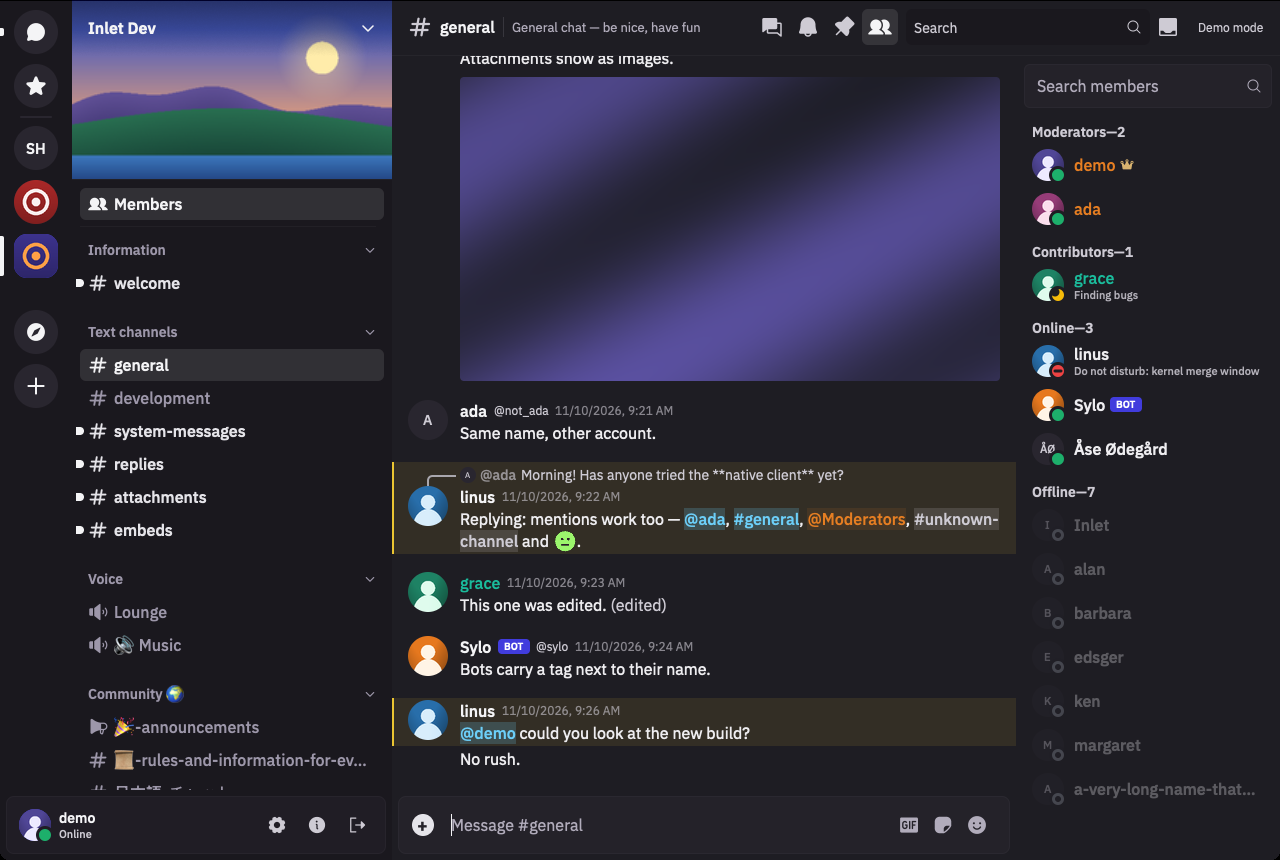 Inlet Dev
# general
General chat — be nice, have fun
Search
Demo mode
SH
Members
Information
# welcome
Text channels
# general
# development
# system-messages
# replies
# attachments
# embeds
Voice
Lounge
🔊 Music
Community 🌍
🎉-announcements
# 📜-rules-and-information-for-ev...
demo
Online
Attachments show as images.
A
ada @not_ada 11/10/2026, 9:21 AM
Same name, other account.
A @ada Morning! Has anyone tried the **native client** yet?
linus 11/10/2026, 9:22 AM
Replying: mentions work too — @ada, #general, @Moderators, #unknown-
channel and 😐.
grace 11/10/2026, 9:23 AM
This one was edited. (edited)
Sylo BOT @sylo 11/10/2026, 9:24 AM
Bots carry a tag next to their name.
linus 11/10/2026, 9:26 AM
@demo could you look at the new build?
No rush.
Message #general
GIF
Search members
Moderators—2
demo
ada
Contributors—1
grace
Finding bugs
Online—3
linus
Do not disturb: kernel merge window
Sylo BOT
ÅØ Åse Ødegård
Offline—7
I Inlet
A alan
B barbara
E edsger
K ken
M margaret
A a-very-long-name-that...